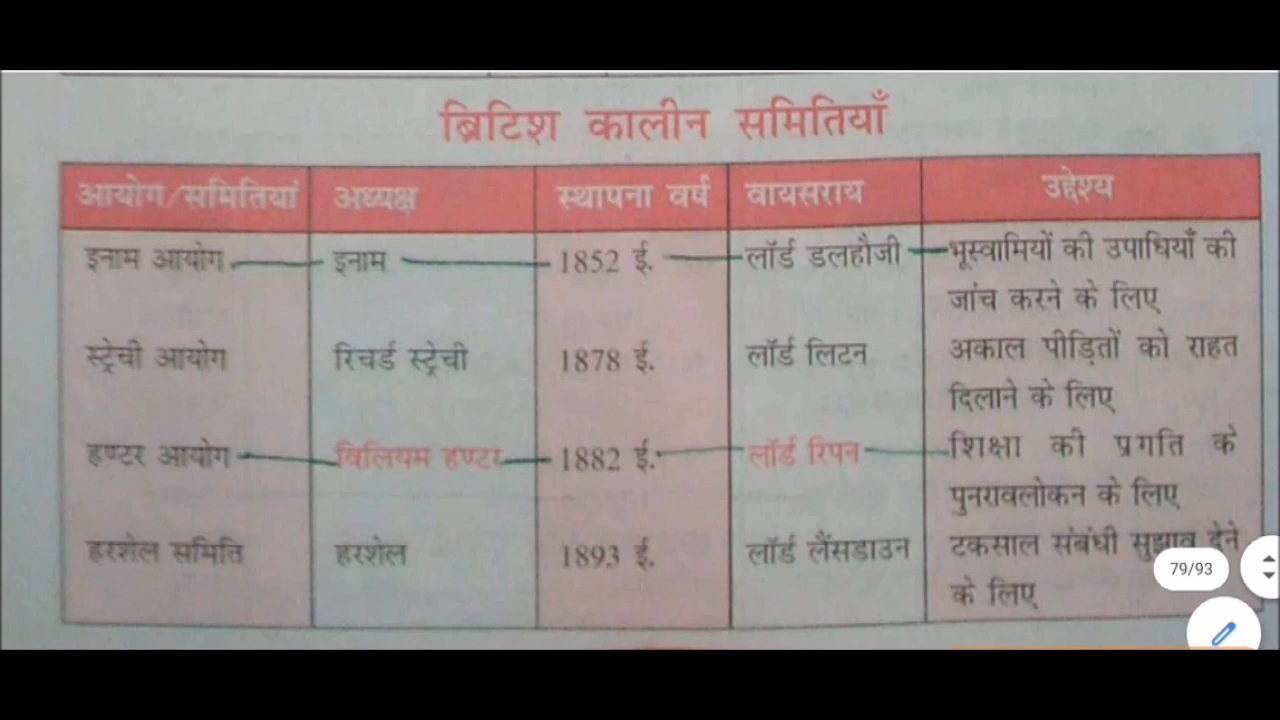 ब्रिटिश कालीन समितियाँ
आयोग/समितियां अध्यक्ष स्थापना वर्ष वायसराय उद्देश्य
इनाम आयोग इनाम 1852 ई. लॉर्ड डलहौजी भूस्वामियों की उपाधियाँ की
जांच करने के लिए
स्ट्रेची आयोग रिचर्ड स्ट्रेची 1878 ई. लॉर्ड लिटन अकाल पीड़ितों को राहत
दिलाने के लिए
हण्टर आयोग विलियम हण्टर 1882 ई. लॉर्ड रिपन शिक्षा की प्रगति के
पुनरावलोकन के लिए
हरशेल समिति हरशेल 1893 ई. लॉर्ड लैंसडाउन टकसाल संबंधी सुझाव देने
के लिए
79/93